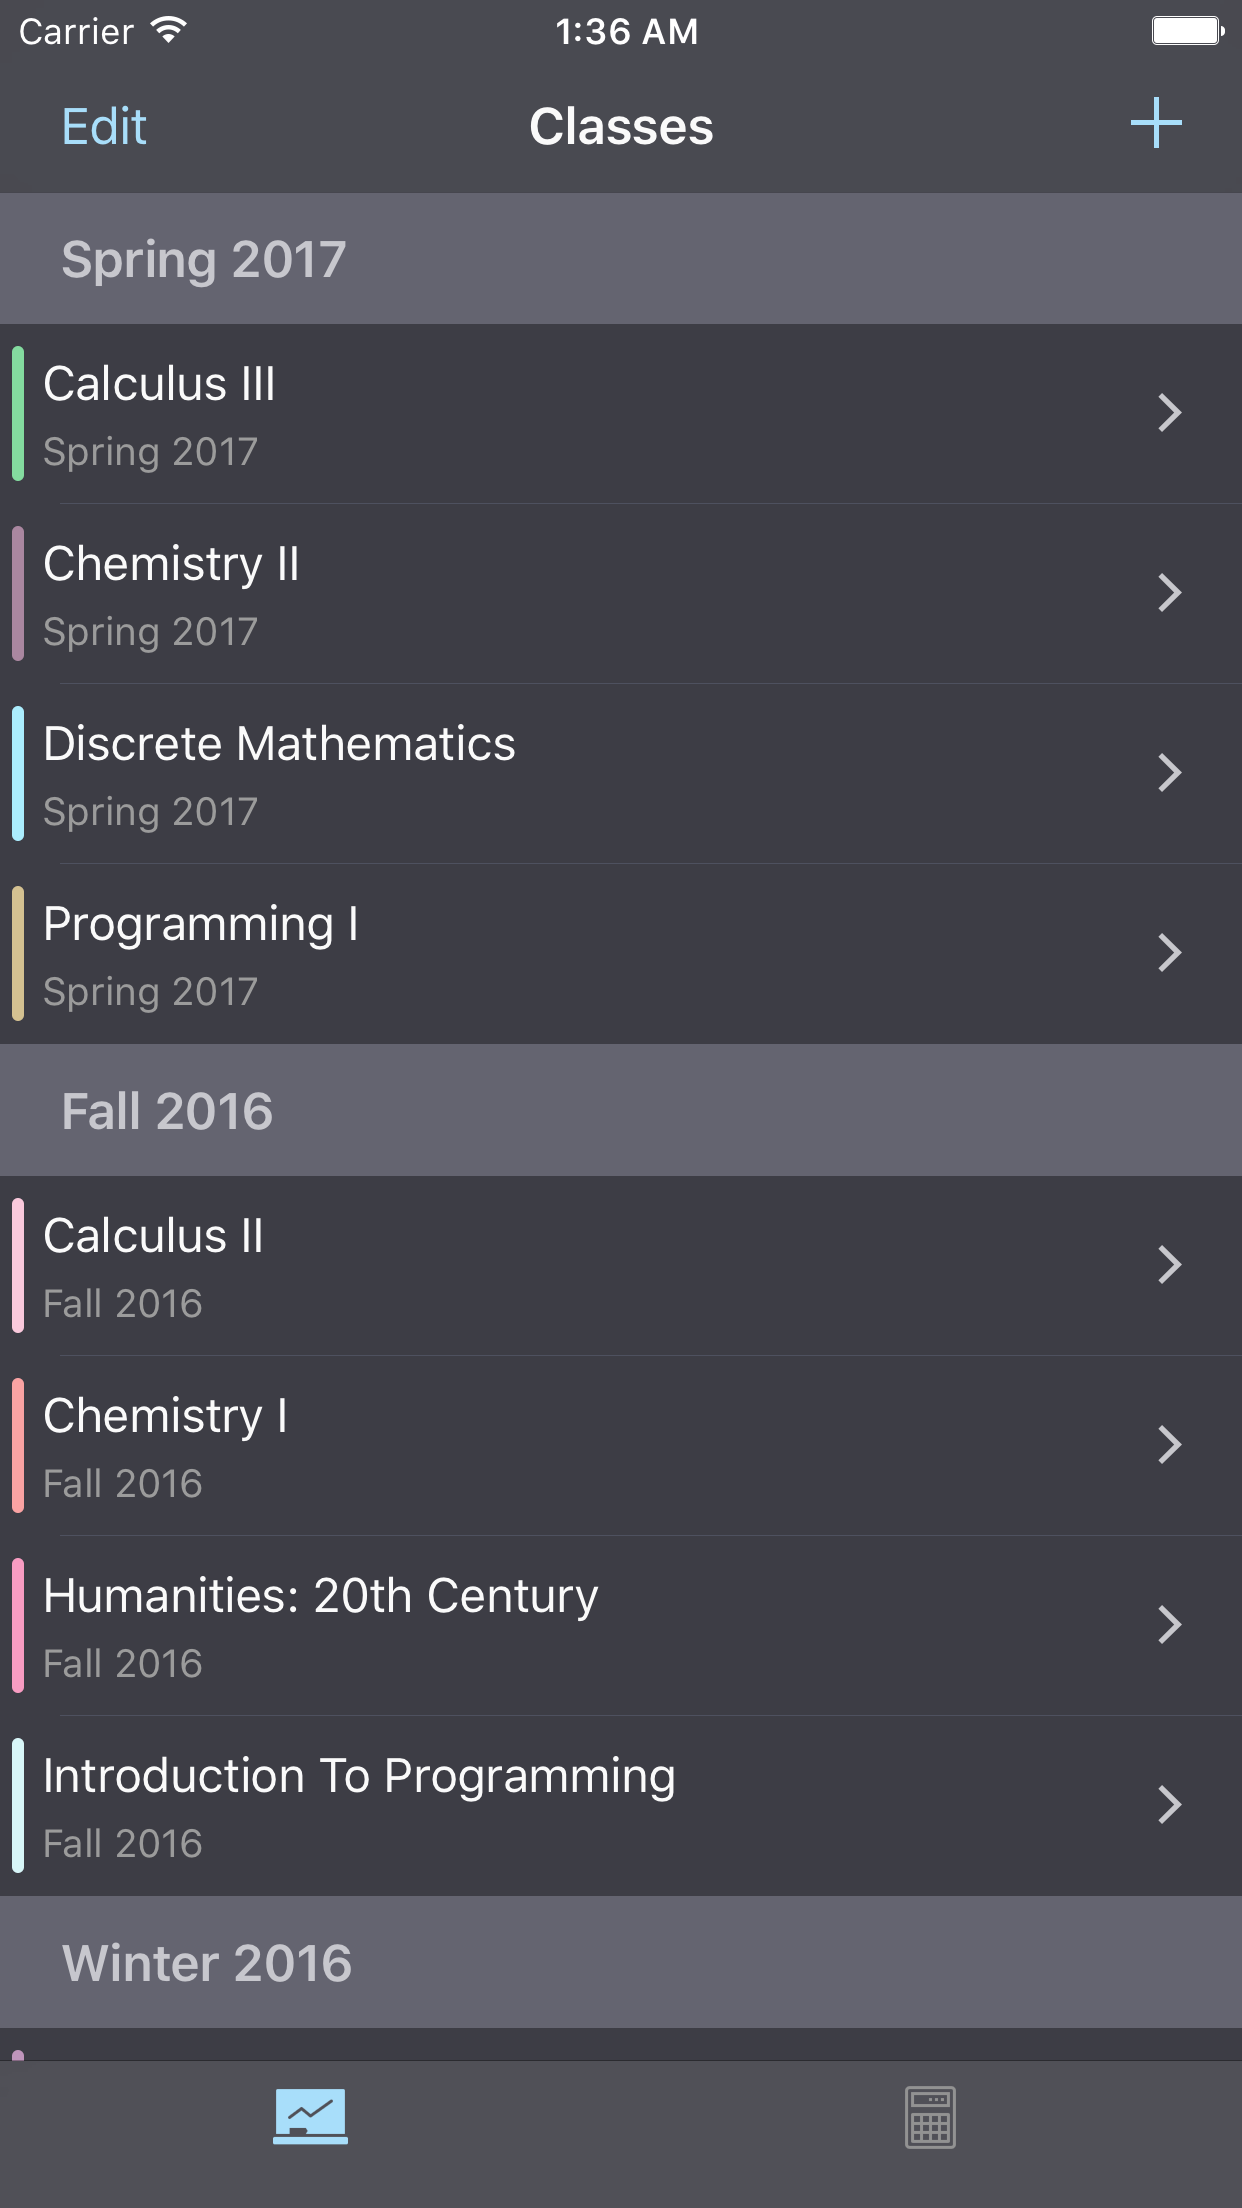 Carrier 1:36 AM
Edit Classes
Spring 2017
Calculus III
Spring 2017
Chemistry II
Spring 2017
Discrete Mathematics
Spring 2017
Programming I
Spring 2017
Fall 2016
Calculus II
Fall 2016
Chemistry I
Fall 2016
Humanities: 20th Century
Fall 2016
Introduction To Programming
Fall 2016
Winter 2016